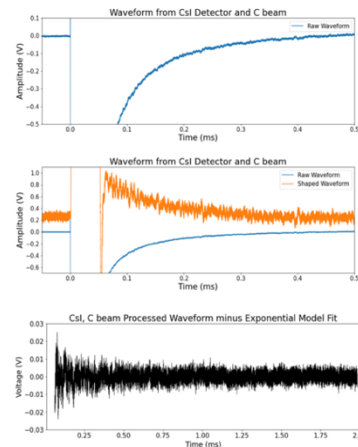 Waveform from CsI Detector and C beam
0.1
0.0
-0.1
-0.2
-0.3
-0.4
-0.5
Amplitude (V)
Raw Waveform
0.0 0.1 0.2 0.3 0.4 0.5
Time (ms)
Waveform from CsI Detector and C beam
1.0
0.8
0.6
0.4
0.2
0.0
-0.2
-0.4
-0.6
Amplitude (V)
Raw Waveform
Shaped Waveform
0.0 0.1 0.2 0.3 0.4 0.5
Time (ms)
CsI, C beam Processed Waveform minus Exponential Model Fit
0.03
0.02
0.01
0.00
-0.01
-0.02
-0.03
Voltage (V)
0.25 0.50 0.75 1.00 1.25 1.50 1.75 2.
Time (ms)